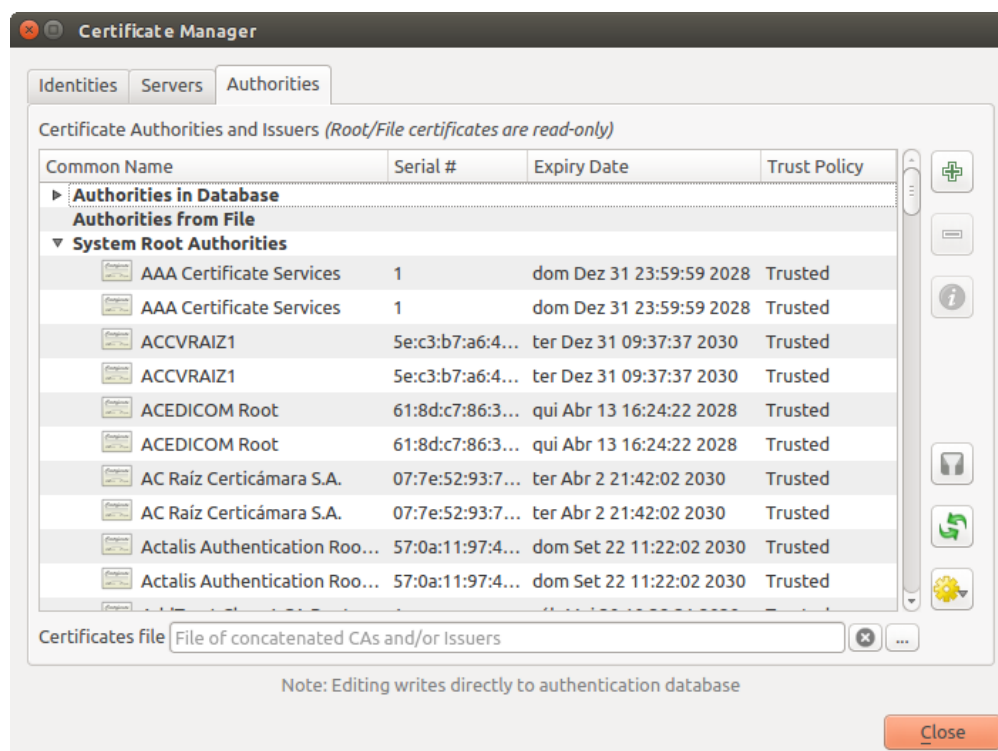 Certificate Manager
Identities Servers Authorities
Certificate Authorities and Issuers (Root/File certificates are read-only)
Common Name Serial # Expiry Date Trust Policy
Authorities in Database
Authorities from File
System Root Authorities
AAA Certificate Services 1 dom Dez 31 23:59:59 2028 Trusted
AAA Certificate Services 1 dom Dez 31 23:59:59 2028 Trusted
ACCVRAIZ1 5e:c3:b7:a6:4... ter Dez 31 09:37:37 2030 Trusted
ACCVRAIZ1 5e:c3:b7:a6:4... ter Dez 31 09:37:37 2030 Trusted
ACEDICOM Root 61:8d:c7:86:3... qui Abr 13 16:24:22 2028 Trusted
ACEDICOM Root 61:8d:c7:86:3... qui Abr 13 16:24:22 2028 Trusted
AC Raíz Certicámara S.A. 07:7e:52:93:7... ter Abr 2 21:42:02 2030 Trusted
AC Raíz Certicámara S.A. 07:7e:52:93:7... ter Abr 2 21:42:02 2030 Trusted
Actalis Authentication Roo... 57:0a:11:97:4... dom Set 22 11:22:02 2030 Trusted
Actalis Authentication Roo... 57:0a:11:97:4... dom Set 22 11:22:02 2030 Trusted
Certificates file File of concatenated CAs and/or Issuers ...
Note: Editing writes directly to authentication database
Close